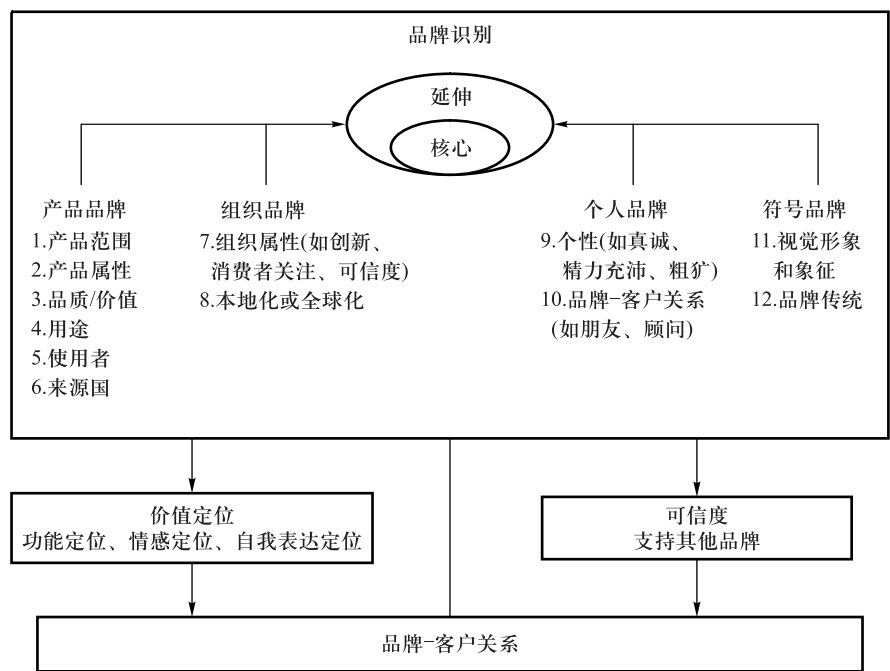 品牌识别
延伸
核心
产品品牌
1.产品范围
2.产品属性
3.品质/价值
4.用途
5.使用者
6.来源国
组织品牌
7.组织属性(如创新、
消费者关注、可信度)
8.本地化或全球化
个人品牌
9.个性(如真诚、
精力充沛、粗犷)
10.品牌-客户关系
(如朋友、顾问)
符号品牌
11.视觉形象
和象征
12.品牌传统
价值定位
功能定位、情感定位、自我表达定位
可信度
支持其他品牌
品牌-客户关系